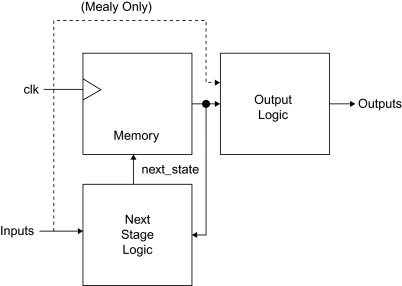 (Mealy Only)
clk
Memory
Output
Logic
Outputs
next_state
Inputs
Next
Stage
Logic